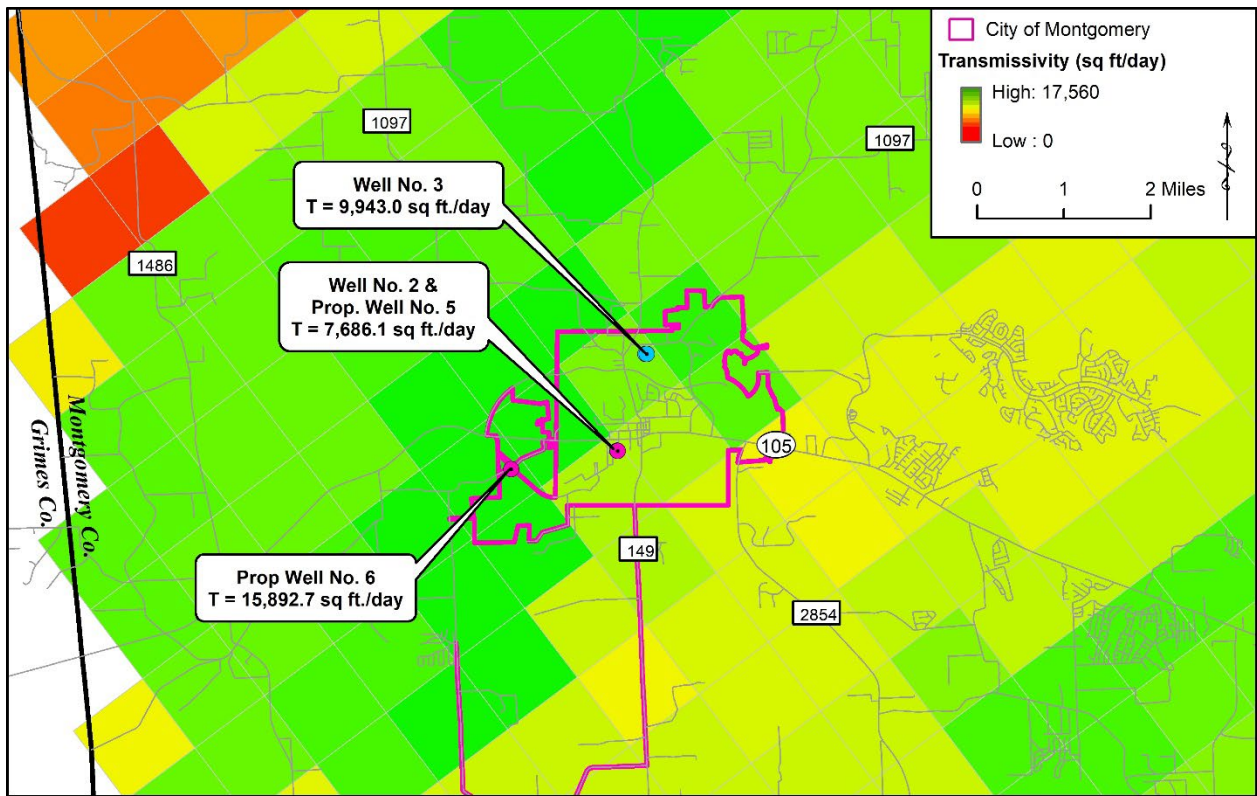 City of Montgomery
Transmissivity (sq ft/day)
High: 17,560
Low : 0
0 1 2 Miles
1097
1097
Well No. 3
T = 9,943.0 sq ft./day
1486
Well No. 2 &
Prop. Well No. 5
T = 7,686.1 sq ft./day
Montgomery Co.
Grimes Co.
105
149
Prop Well No. 6
T = 15,892.7 sq ft./day
2854